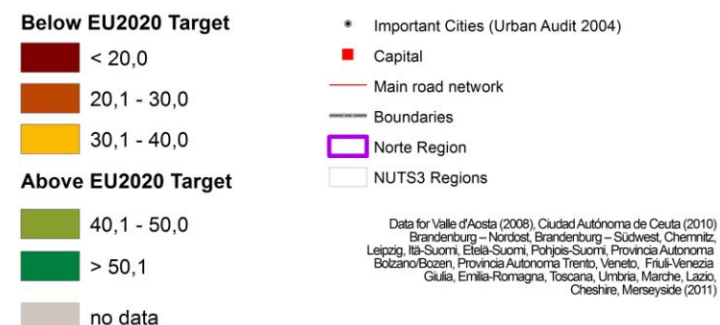 Below EU2020 Target
< 20,0
20,1 - 30,0
30,1 - 40,0
Above EU2020 Target
40,1 - 50,0
> 50,1
no data
Important Cities (Urban Audit 2004)
Capital
Main road network
Boundaries
Norte Region
NUTS3 Regions
Data for Valle d'Aosta (2008), Ciudad Autónoma de Ceuta (2010)
Brandenburg – Nordost, Brandenburg – Südwest, Chemnitz,
Leipzig, Itä-Suomi, Etelä-Suomi, Pohjois-Suomi, Provincia Autonoma
Bolzano/Bozen, Provincia Autonoma Trento, Veneto, Friuli-Venezia
Giulia, Emilia-Romagna, Toscana, Umbria, Marche, Lazio,
Cheshire, Merseyside (2011)